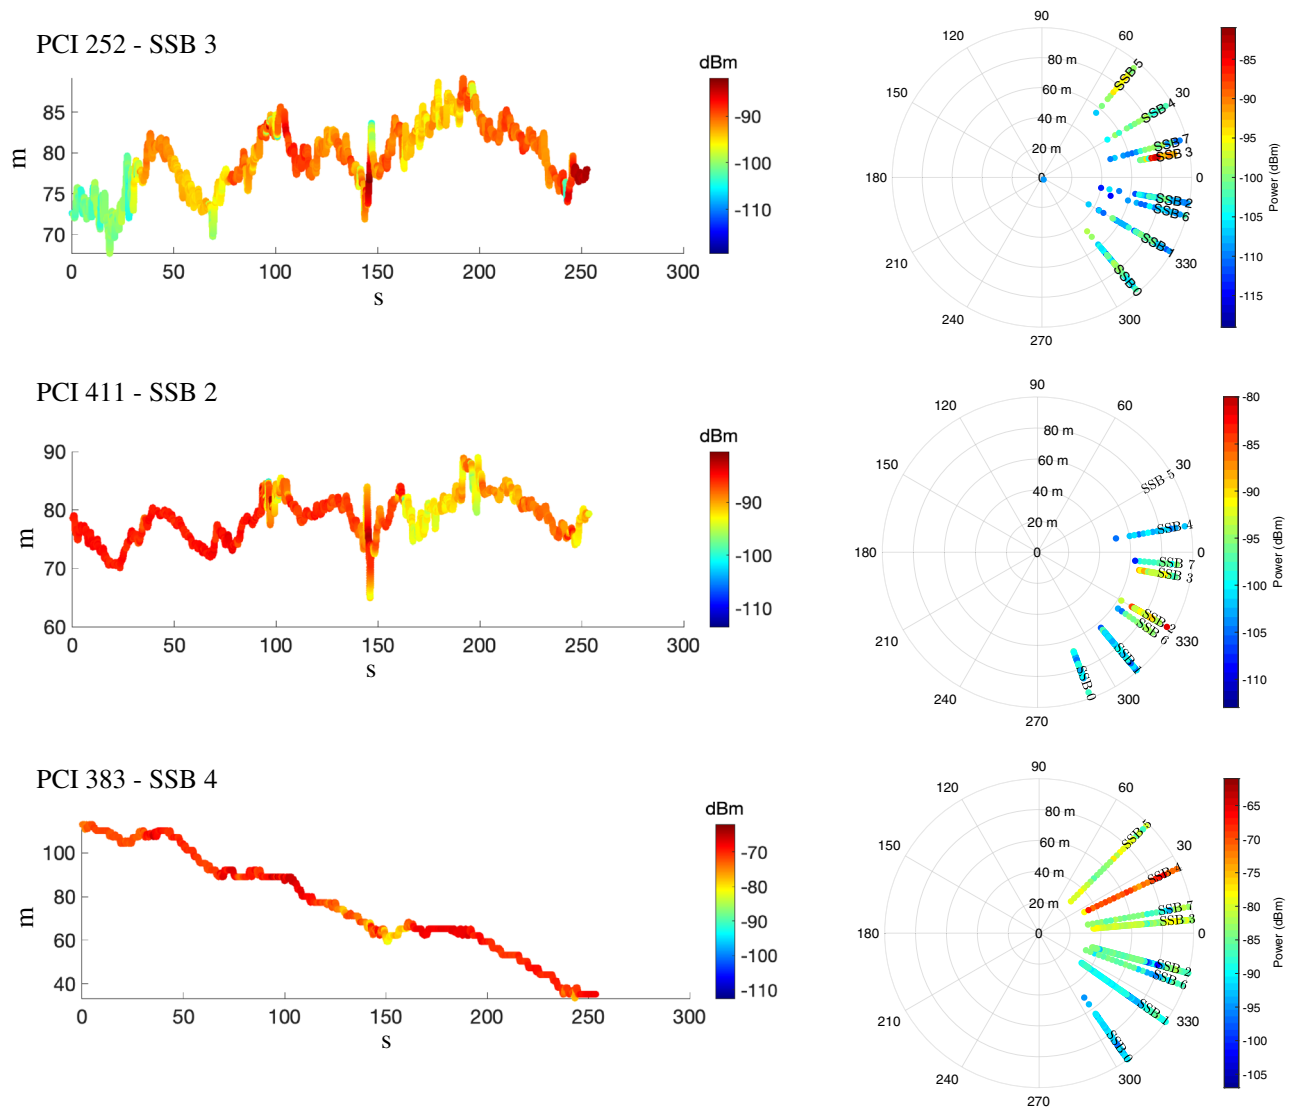 PCI 252 - SSB 3
dBm
85
80
75
70
0 50 100 150 200 250 300
s
m
-90
-100
-110
90
120 60
150 30
180 0
210 330
240 300
270
80 m
60 m
40 m
20 m
0
SSB 5
SSB 4
SSB 7
SSB 3
SSB 2
SSB 6
SSB 1
SSB 0
-85
-90
-95
-100
-105
-110
-115
Power (dBm)
PCI 411 - SSB 2
dBm
90
80
70
60
0 50 100 150 200 250 300
s
m
-90
-100
-110
90
120 60
150 30
180 0
210 330
240 300
270
80 m
60 m
40 m
20 m
0
SSB 5
SSB 4
SSB 7
SSB 3
SSB 2
SSB 6
SSB 1
SSB 0
-80
-85
-90
-95
-100
-105
-110
Power (dBm)
PCI 383 - SSB 4
dBm
100
80
60
40
0 50 100 150 200 250 300
s
m
-70
-80
-90
-100
-110
90
120 60
150 30
180 0
210 330
240 300
270
80 m
60 m
40 m
20 m
0
SSB 5
SSB 4
SSB 7
SSB 3
SSB 2
SSB 6
SSB 1
SSB 0
-65
-70
-75
-80
-85
-90
-95
-100
-105
Power (dBm)